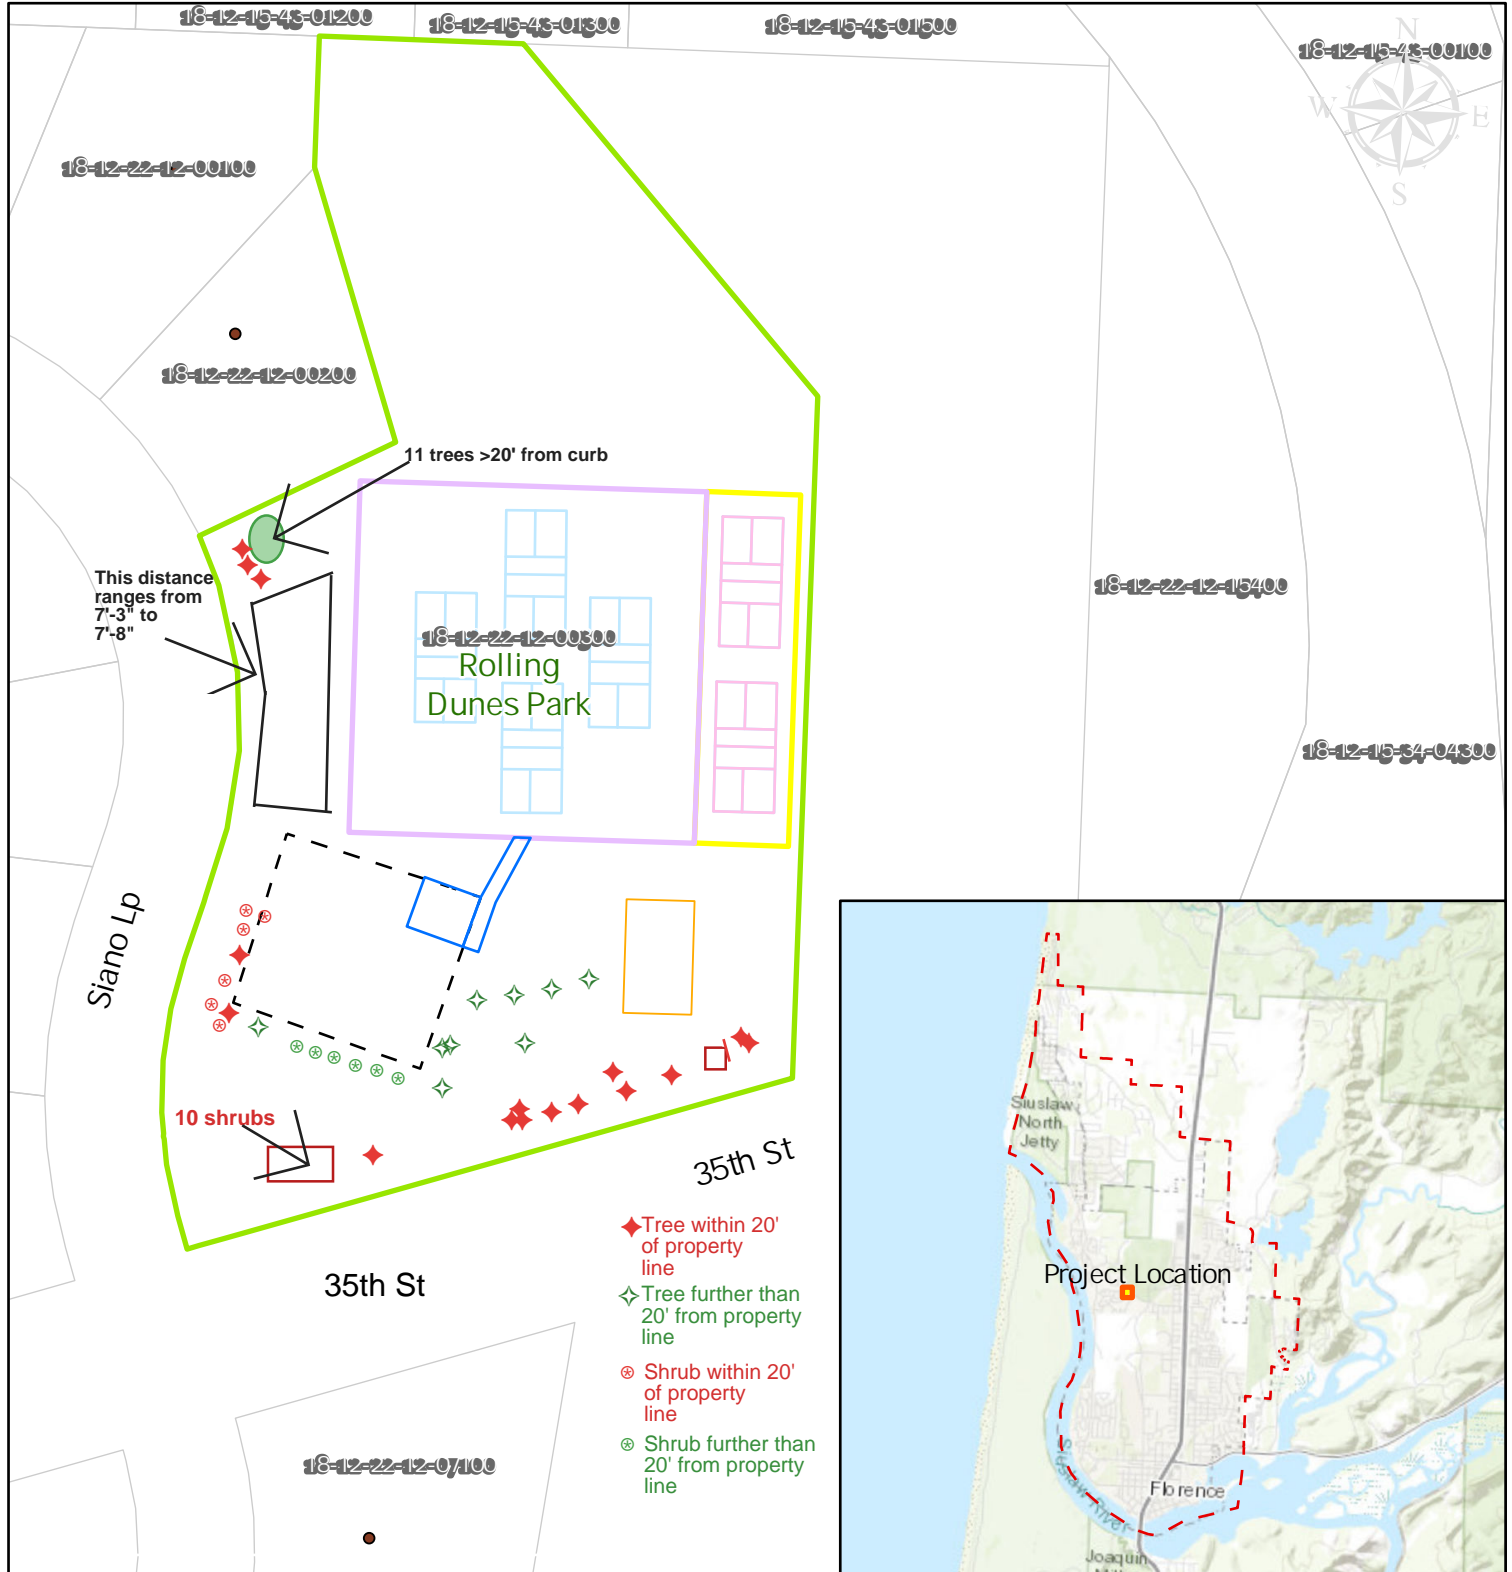 18-12-15-43-01200
18-12-15-43-01300
18-12-15-43-01500
18-12-15-43-00100
N
W
E
S
18-12-22-12-00100
18-12-22-12-00200
11 trees >20' from curb
This distance
ranges from
7'-3" to
7'-8"
18-12-22-12-00300
Rolling
Dunes Park
18-12-22-12-15400
18-12-15-34-04300
Siano Lp
10 shrubs
35th St
35th St
Tree within 20'
of property
line
Tree further than
20' from property
line
Shrub within 20'
of property
line
Shrub further than
20' from property
line
18-12-22-12-07100
Siuslaw
North
Jetty
Project Location
Siuslaw River
Florence
Joaquin